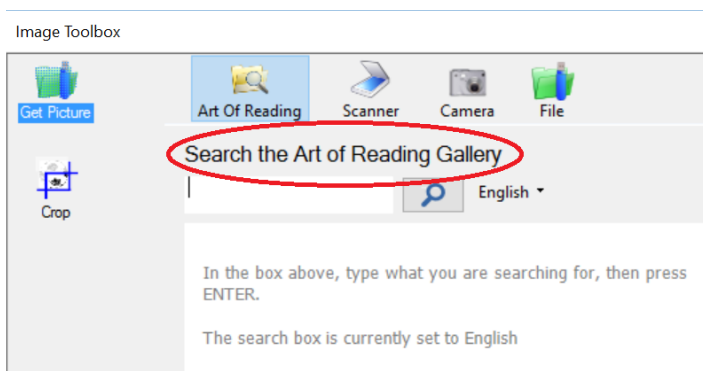 Image Toolbox
Get Picture
Art Of Reading
Scanner
Camera
File
Search the Art of Reading Gallery
English
Crop
In the box above, type what you are searching for, then press
ENTER.
The search box is currently set to English